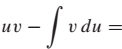 uv − ∫ v du =